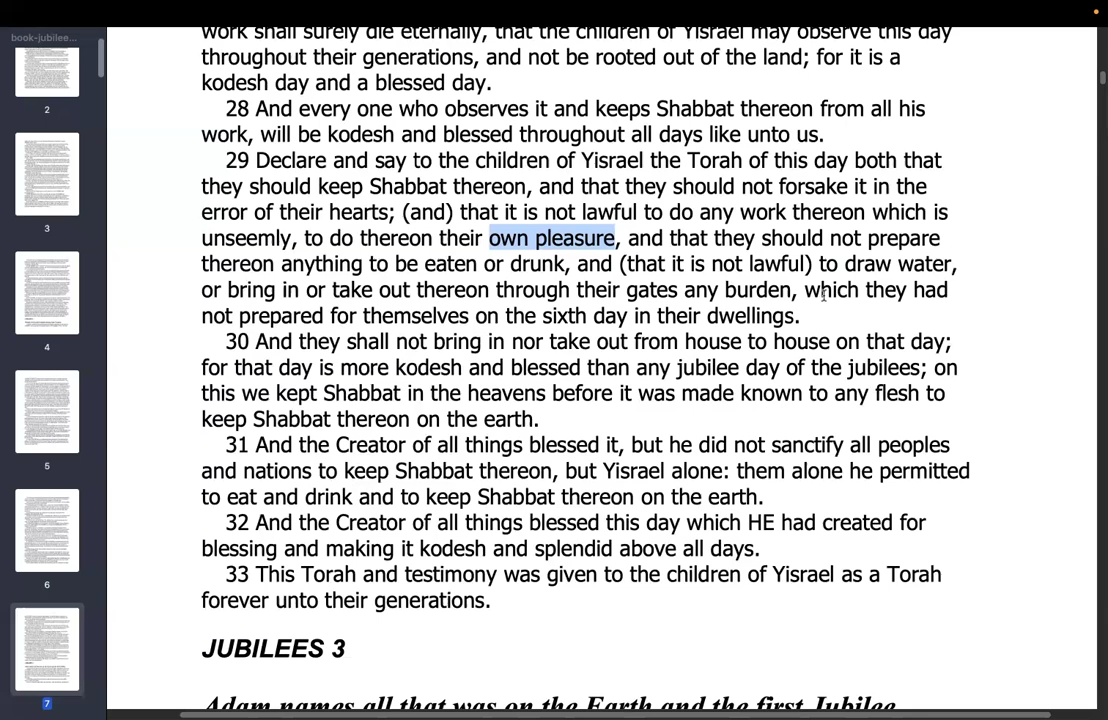 book-jubilee...
2
3
4
5
6
7
work shall surely die eternally, that the children of Yisrael may observe this day
throughout their generations, and not be rooted out of the land; for it is a
kodesh day and a blessed day.
28 And every one who observes it and keeps Shabbat thereon from all his
work, will be kodesh and blessed throughout all days like unto us.
29 Declare and say to the children of Yisrael the Torah of this day both that
they should keep Shabbat thereon, and that they should not forsake it in the
error of their hearts; (and) that it is not lawful to do any work thereon which is
unseemly, to do thereon their own pleasure, and that they should not prepare
thereon anything to be eaten or drunk, and (that it is not lawful) to draw water,
or bring in or take out thereon through their gates any burden, which they had
not prepared for themselves on the sixth day in their dwellings.
30 And they shall not bring in nor take out from house to house on that day;
for that day is more kodesh and blessed than any jubilee day of the jubilees; on
this we kept Shabbat in the heavens before it was made known to any flesh to
keep Shabbat thereon on the earth.
31 And the Creator of all things blessed it, but he did not sanctify all peoples
and nations to keep Shabbat thereon, but Yisrael alone: them alone he permitted
to eat and drink and to keep Shabbat thereon on the earth.
32 And the Creator of all things blessed this day which HE had created for
blessing and making it kodesh and splendid above all days.
33 This Torah and testimony was given to the children of Yisrael as a Torah
forever unto their generations.
JUBILEES 3
Adam names all that was on the Earth and the first Jubilee